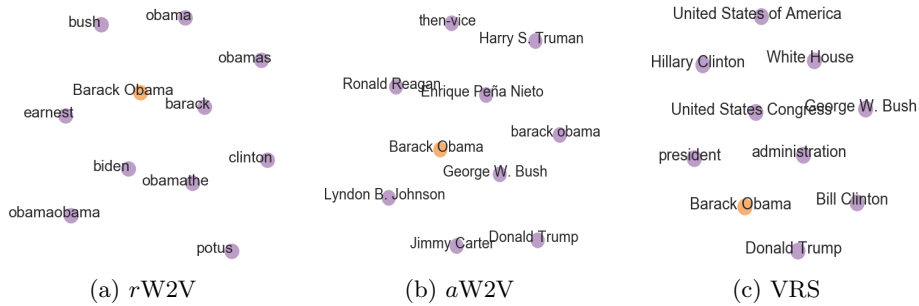 bush
obama
obamas
Barack Obama
barack
earnest
biden
clinton
obamathe
obamaobama
potus
(a) rW2V
then-vice
Harry S. Truman
Ronald Reagan
Enrique Peña Nieto
barack obama
Barack Obama
George W. Bush
Lyndon B. Johnson
Jimmy Carter
Donald Trump
(b) aW2V
United States of America
White House
Hillary Clinton
United States Congress
George W. Bush
president
administration
Barack Obama
Bill Clinton
Donald Trump
(c) VRS